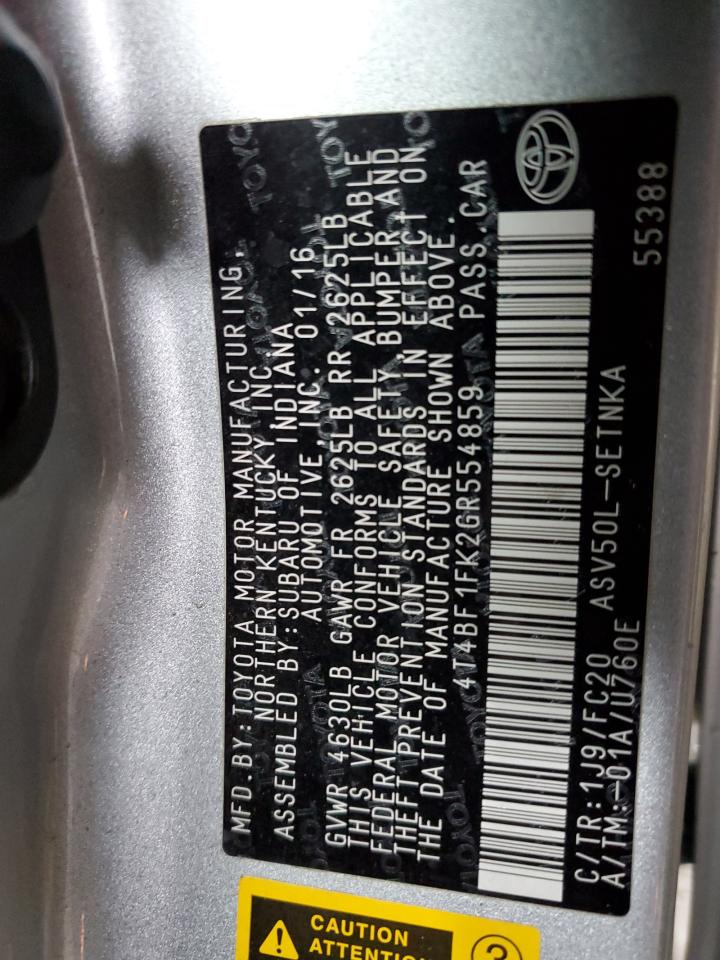 MFD.BY:TOYOTA MOTOR MANUFACTURING,
NORTHERN KENTUCKY INC.
ASSEMBLED BY:SUBARU OF INDIANA
AUTOMOTIVE,INC. 01/16
GVWR 4630LB GAWR FR 2625LB RR 2625LB
THIS VEHICLE CONFORMS TO ALL APPLICABLE
FEDERAL MOTOR VEHICLE SAFETY,BUMPER,AND
THEFT PREVENTION STANDARDS IN EFFECT ON
THE DATE OF MANUFACTURE SHOWN ABOVE.
4T4BF1FK2GR554859 PASS.CAR
C/TR:1J9/FC20 ASV50L-SETNKA
A/TM:-01A/U760E
55388
CAUTION